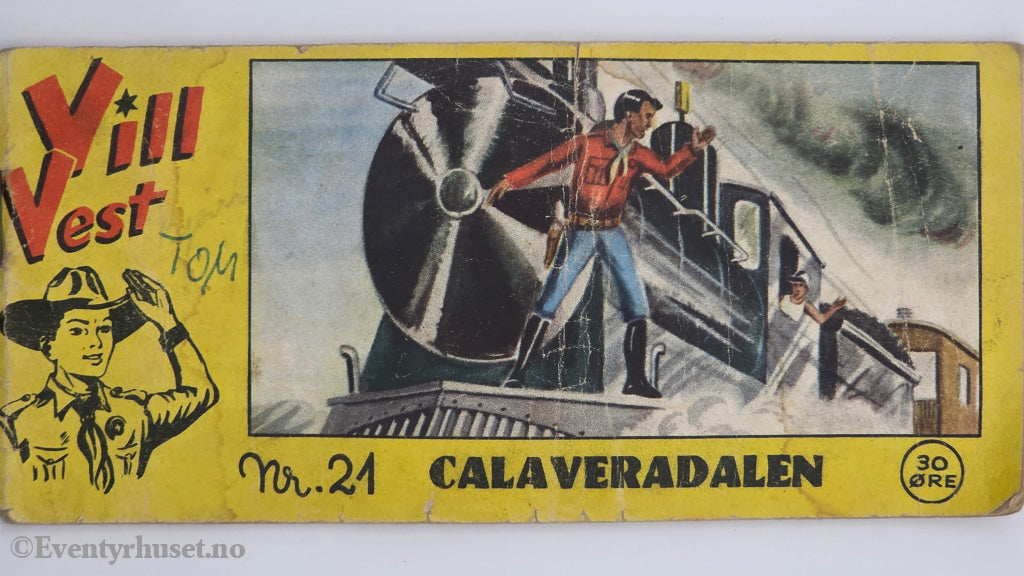 Vill
Vest
TOM
Nr. 21 CALAVERADALEN
30
ØRE
©Eventyrhuset.no